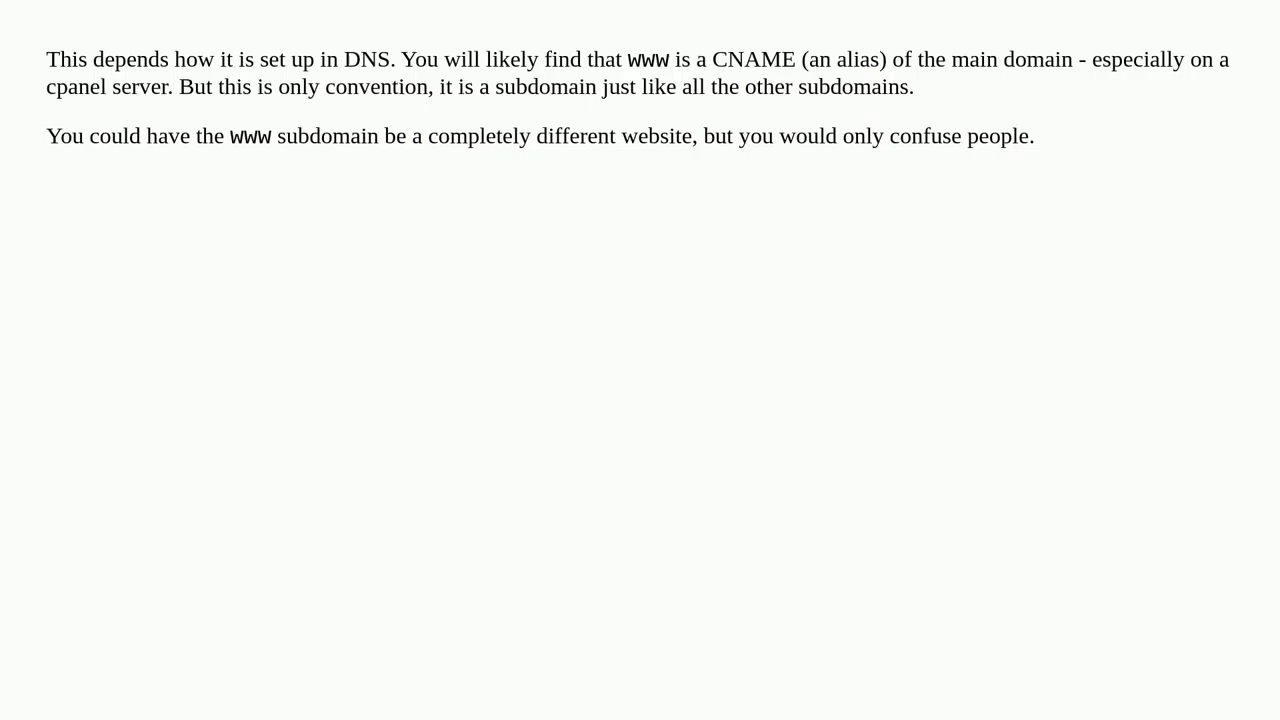 This depends how it is set up in DNS. You will likely find that www is a CNAME (an alias) of the main domain - especially on a
cpanel server. But this is only convention, it is a subdomain just like all the other subdomains.
You could have the www subdomain be a completely different website, but you would only confuse people.